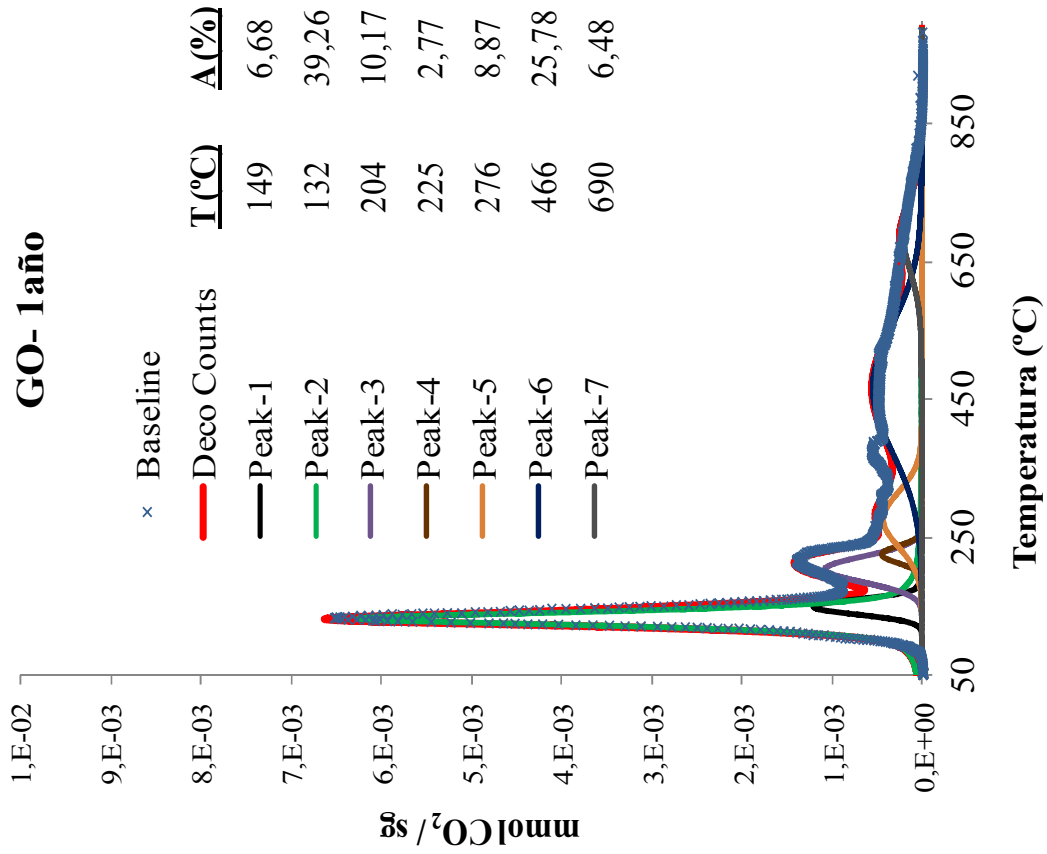 GO- 1año
Baseline
Deco Counts T (ºC) A (%)
Peak-1 149 6,68
Peak-2 132 39,26
Peak-3 204 10,17
Peak-4 225 2,77
Peak-5 276 8,87
Peak-6 466 25,78
Peak-7 690 6,48
mmol CO₂ / sg
1,E-02
9,E-03
8,E-03
7,E-03
6,E-03
4,E-03
3,E-03
2,E-03
1,E-03
0,E+00
50 250 450 650 850
Temperatura (ºC)